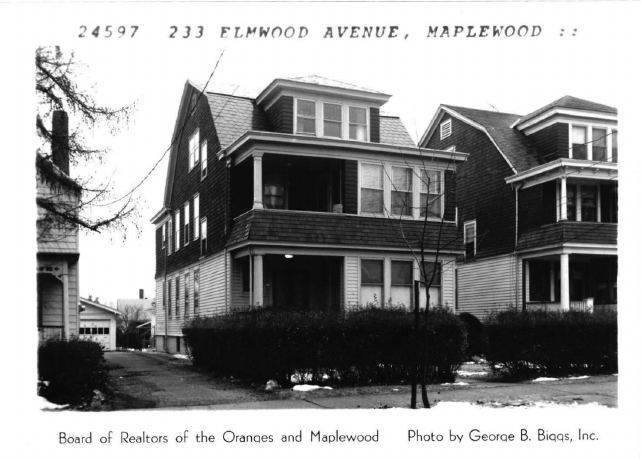 24597 233 ELMWOOD AVENUE, MAPLEWOOD ::
Board of Realtors of the Oranges and Maplewood Photo by George B. Biggs, Inc.